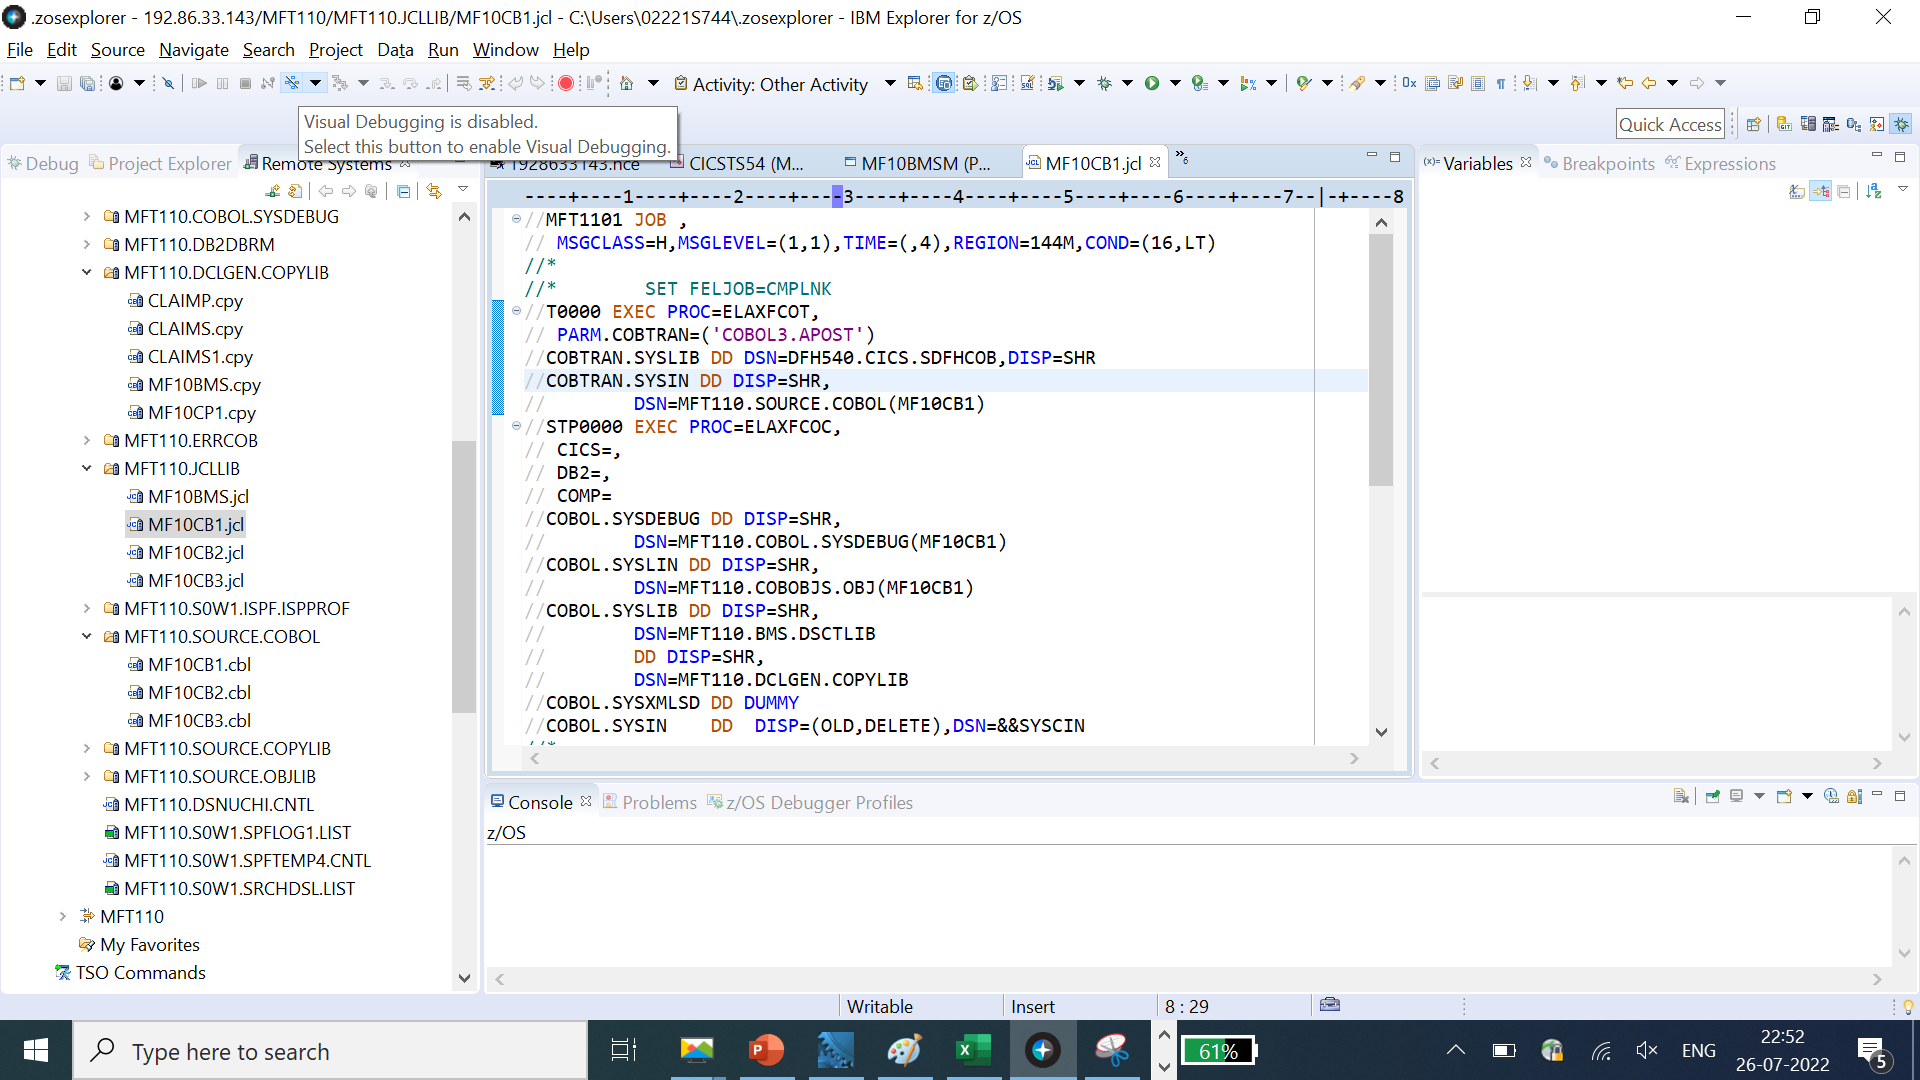 .zosexplorer - 192.86.33.143/MFT110/MFT110.JCLLIB/MF10CB1.jcl - C:\Users\02221S744\.zosexplorer - IBM Explorer for z/OS
File Edit Source Navigate Search Project Data Run Window Help
Activity: Other Activity
Visual Debugging is disabled.
Select this button to enable Visual Debugging.
Quick Access
Debug Project Explorer Remote Systems
MFT110.COBOL.SYSDEBUG
MFT110.DB2DBRM
MFT110.DCLGEN.COPYLIB
CLAIMP.cpy
CLAIMS.cpy
CLAIMS1.cpy
MF10BMS.cpy
MF10CP1.cpy
MFT110.ERRCOB
MFT110.JCLLIB
MF10BMS.jcl
MF10CB1.jcl
MF10CB2.jcl
MF10CB3.jcl
MFT110.S0W1.ISPF.ISPPROF
MFT110.SOURCE.COBOL
MF10CB1.cbl
MF10CB2.cbl
MF10CB3.cbl
MFT110.SOURCE.COPYLIB
MFT110.SOURCE.OBJLIB
MFT110.DSNUCHI.CNTL
MFT110.S0W1.SPFLOG1.LIST
MFT110.S0W1.SPFTEMP4.CNTL
MFT110.S0W1.SRCHDSL.LIST
MFT110
My Favorites
TSO Commands
1928633143.hce CICSTS54 (M... MF10BMSM (P... MF10CB1.jcl »6
----+----1----+----2----+----3----+----4----+----5----+----6----+----7--|-+----8
//MFT1101 JOB ,
// MSGCLASS=H,MSGLEVEL=(1,1),TIME=(,4),REGION=144M,COND=(16,LT)
//*
//*        SET FELJOB=CMPLNK
//T0000 EXEC PROC=ELAXFCOT,
// PARM.COBTRAN=('COBOL3.APOST')
//COBTRAN.SYSLIB DD DSN=DFH540.CICS.SDFHCOB,DISP=SHR
//COBTRAN.SYSIN DD DISP=SHR,
//        DSN=MFT110.SOURCE.COBOL(MF10CB1)
//STP0000 EXEC PROC=ELAXFCOC,
// CICS=,
// DB2=,
// COMP=
//COBOL.SYSDEBUG DD DISP=SHR,
//        DSN=MFT110.COBOL.SYSDEBUG(MF10CB1)
//COBOL.SYSLIN DD DISP=SHR,
//        DSN=MFT110.COBOBJS.OBJ(MF10CB1)
//COBOL.SYSLIB DD DISP=SHR,
//        DSN=MFT110.BMS.DSCTLIB
//        DD DISP=SHR,
//        DSN=MFT110.DCLGEN.COPYLIB
//COBOL.SYSXMLSD DD DUMMY
//COBOL.SYSIN    DD  DISP=(OLD,DELETE),DSN=&&SYSCIN
//*
Variables Breakpoints Expressions
Console Problems z/OS Debugger Profiles
z/OS
Writable Insert 8 : 29
Type here to search
61%
ENG
22:52
26-07-2022
5